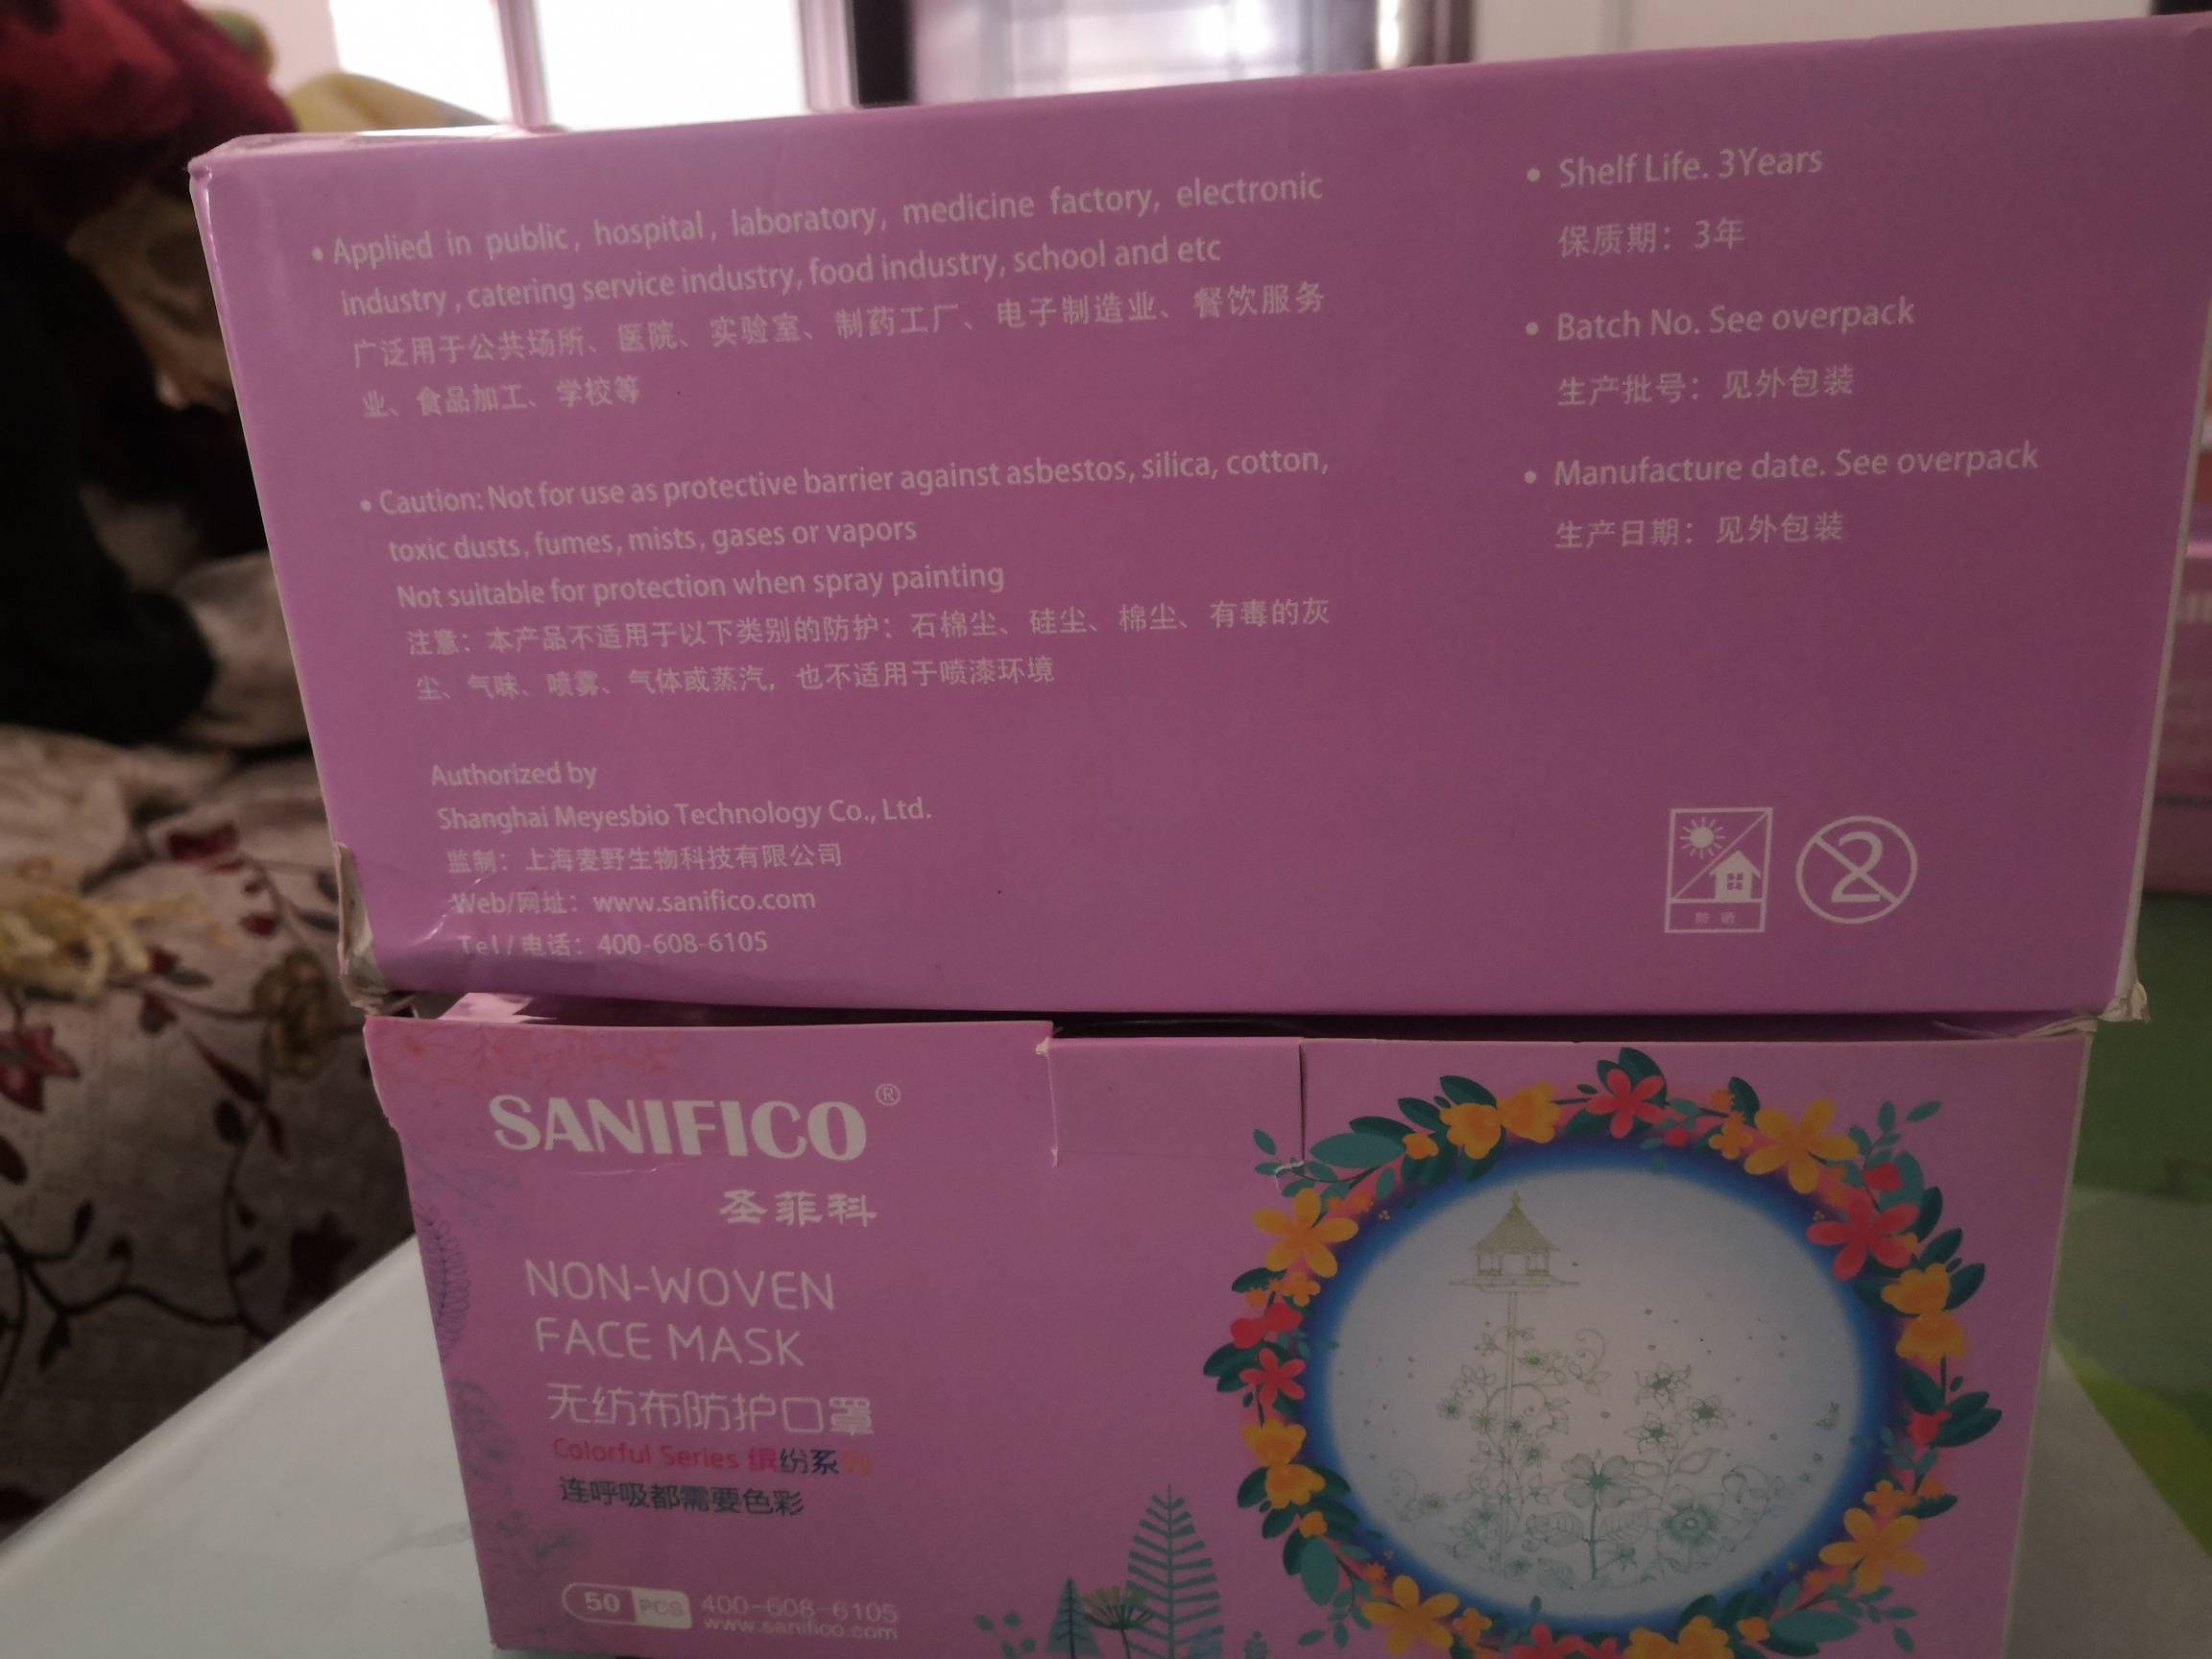 • Applied in public, hospital, laboratory, medicine factory, electronic
industry, catering service industry, food industry, school and etc
广泛用于公共场所、医院、实验室、制药工厂、电子制造业、餐饮服务
业、食品加工、学校等
• Caution: Not for use as protective barrier against asbestos, silica, cotton,
toxic dusts, fumes, mists, gases or vapors
Not suitable for protection when spray painting
注意：本产品不适用于以下类别的防护：石棉尘、硅尘、棉尘、有毒的灰
尘、气味、喷雾、气体或蒸汽，也不适用于喷漆环境
Authorized by
Shanghai Meyesbio Technology Co., Ltd.
监制：上海麦野生物科技有限公司
Web/网址：www.sanifico.com
Tel/电话：400-608-6105
• Shelf Life. 3Years
保质期：3年
• Batch No. See overpack
生产批号：见外包装
• Manufacture date. See overpack
生产日期：见外包装
2
SANIFICO®
圣菲科
NON-WOVEN
FACE MASK
无纺布防护口罩
Colorful Series 缤纷系列
连呼吸都需要色彩
50 PCS 400-608-6105
www.sanifico.com